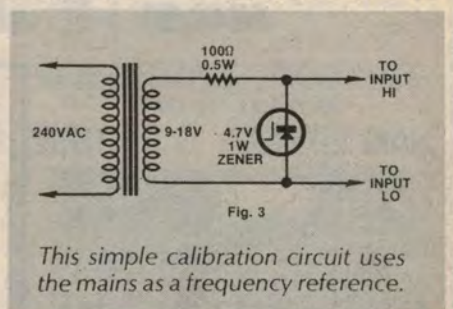 100Ω
0.5W
TO
INPUT
HI
240VAC
9-18V
4.7V
1W
ZENER
TO
INPUT
LO
Fig. 3
This simple calibration circuit uses
the mains as a frequency reference.